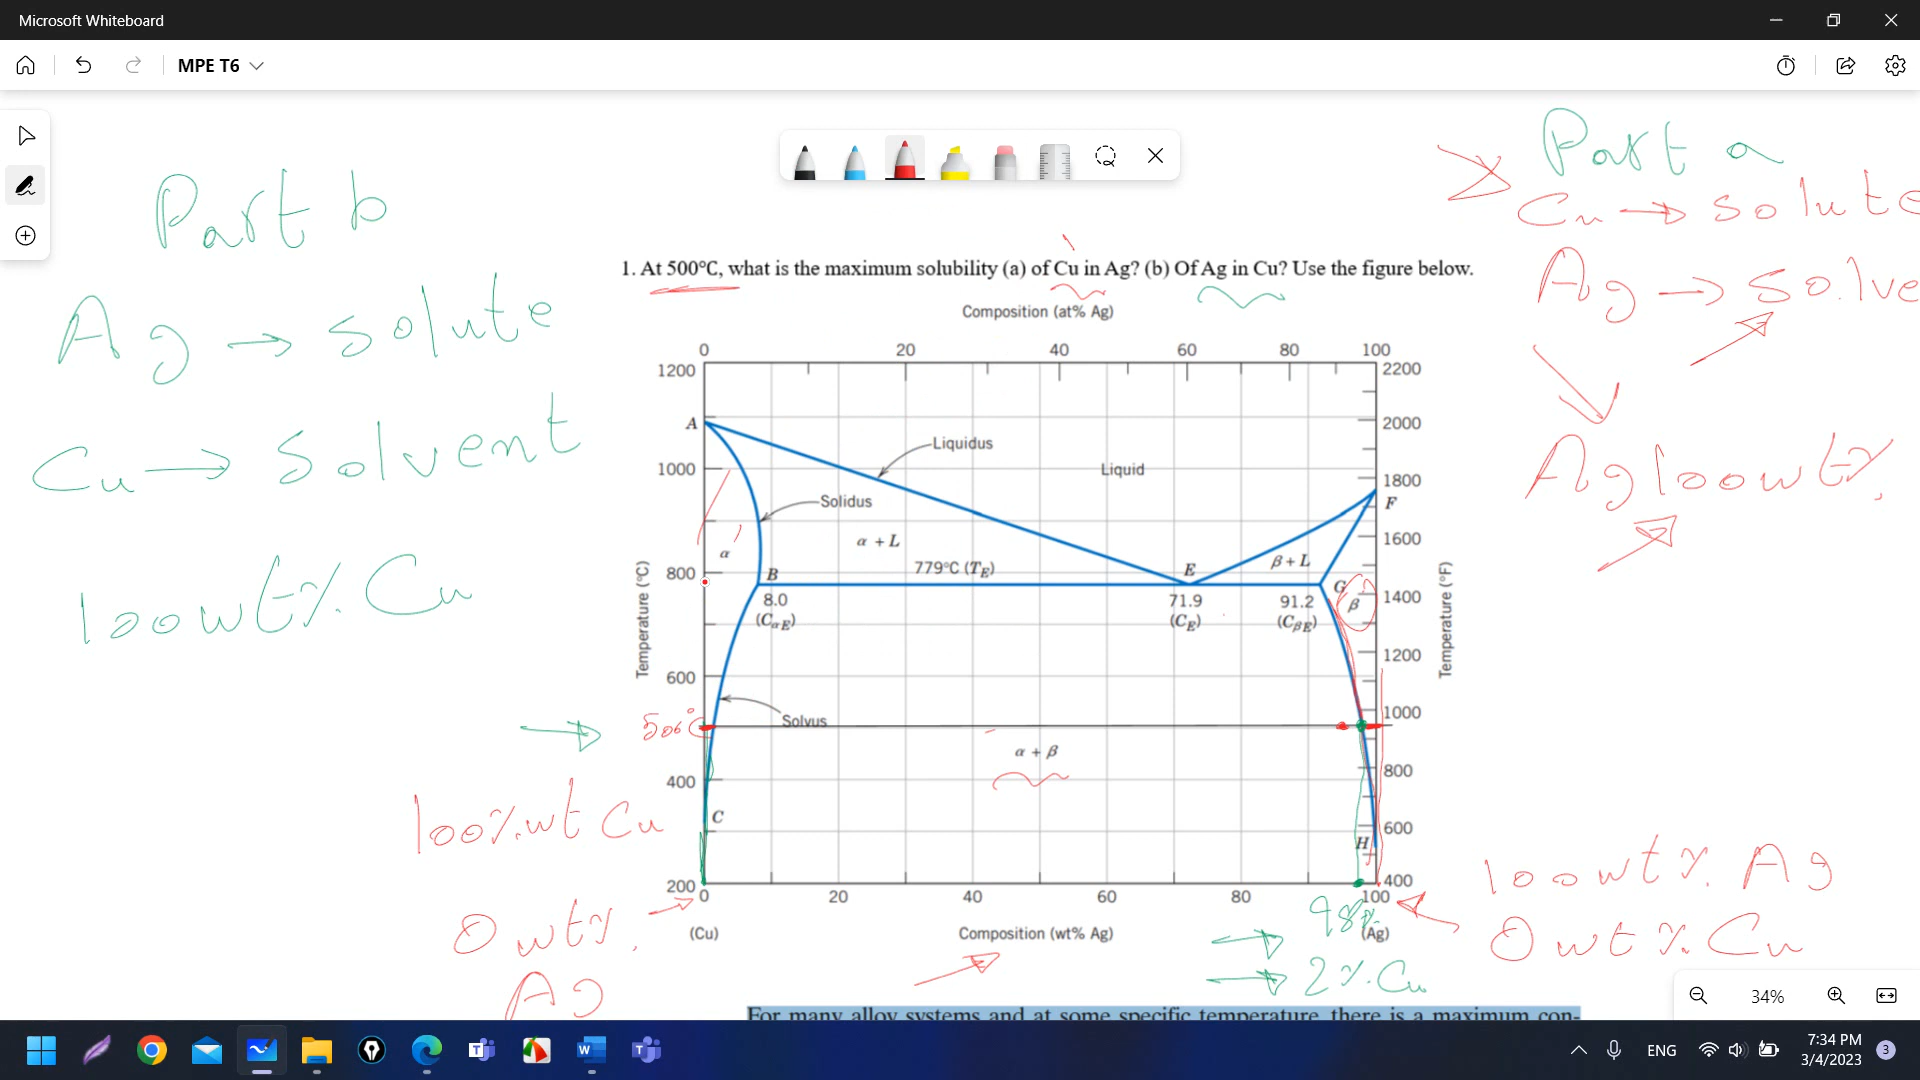 Microsoft Whiteboard
MPE T6
Part b
Ag → solute
Cu → solvent
100wt% Cu
Part a
Cu → solute
Ag → solve
Ag 100wt%
1. At 500°C, what is the maximum solubility (a) of Cu in Ag? (b) Of Ag in Cu? Use the figure below.
Composition (at% Ag)
0 20 40 60 80 100
1200 2200
A 2000
Liquidus
1000 Liquid 1800
Solidus F
α + L 1600
α β + L
779°C (TE) E
800 B G
8.0 71.9 91.2 β 1400
(CαE) (CE) (CβE)
Temperature (°C) Temperature (°F)
600 1200
500°C Solvus 1000
α + β
400 800
100%wt Cu C 600
H
200 400
0 20 40 60 80 100
(Cu) Composition (wt% Ag) (Ag)
0 wt%
Ag
98%
2%Cu
100wt% Ag
0 wt% Cu
For many alloy systems and at some specific temperature, there is a maximum con-
34%
ENG
7:34 PM
3/4/2023
3